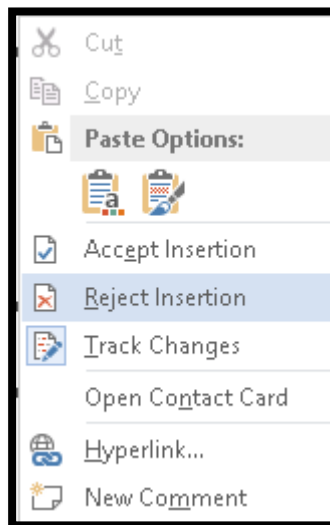 Cut
Copy
Paste Options:
a
Accept Insertion
Reject Insertion
Track Changes
Open Contact Card
Hyperlink...
New Comment